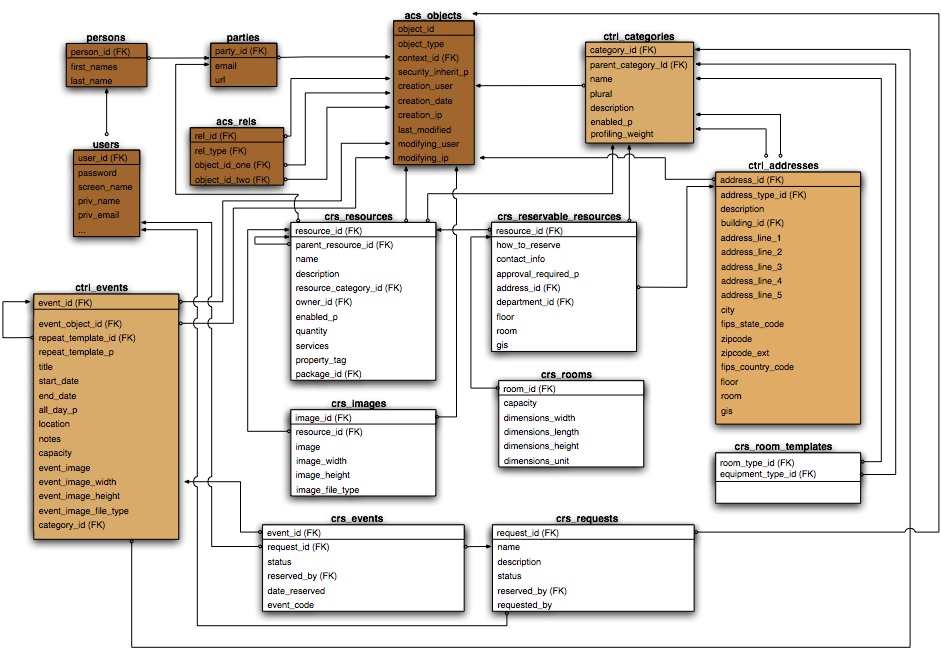 acs_objects
object_id
object_type
context_id (FK)
security_inherit_p
creation_user
creation_date
creation_ip
last_modified
modifying_user
modifying_ip
persons
person_id (FK)
first_names
last_name
parties
party_id (FK)
email
url
ctrl_categories
category_id (FK)
parent_category_Id (FK)
name
plural
description
enabled_p
profiling_weight
acs_rels
rel_id (FK)
rel_type (FK)
object_id_one (FK)
object_id_two (FK)
users
user_id (FK)
password
screen_name
priv_name
priv_email
...
ctrl_addresses
address_id (FK)
address_type_id (FK)
description
building_id (FK)
address_line_1
address_line_2
address_line_3
address_line_4
address_line_5
city
fips_state_code
zipcode
zipcode_ext
fips_country_code
floor
room
gis
crs_resources
resource_id (FK)
parent_resource_id (FK)
name
description
resource_category_id (FK)
owner_id (FK)
enabled_p
quantity
services
property_tag
package_id (FK)
crs_reservable_resources
resource_id (FK)
how_to_reserve
contact_info
approval_required_p
address_id (FK)
department_id (FK)
floor
room
gis
ctrl_events
event_id (FK)
event_object_id (FK)
repeat_template_id (FK)
repeat_template_p
title
start_date
end_date
all_day_p
location
notes
capacity
event_image
event_image_width
event_image_height
event_image_file_type
category_id (FK)
crs_rooms
room_id (FK)
capacity
dimensions_width
dimensions_length
dimensions_height
dimensions_unit
crs_images
image_id (FK)
resource_id (FK)
image
image_width
image_height
image_file_type
crs_room_templates
room_type_id (FK)
equipment_type_id (FK)
crs_events
event_id (FK)
request_id (FK)
status
reserved_by (FK)
date_reserved
event_code
crs_requests
request_id (FK)
name
description
status
reserved_by (FK)
requested_by